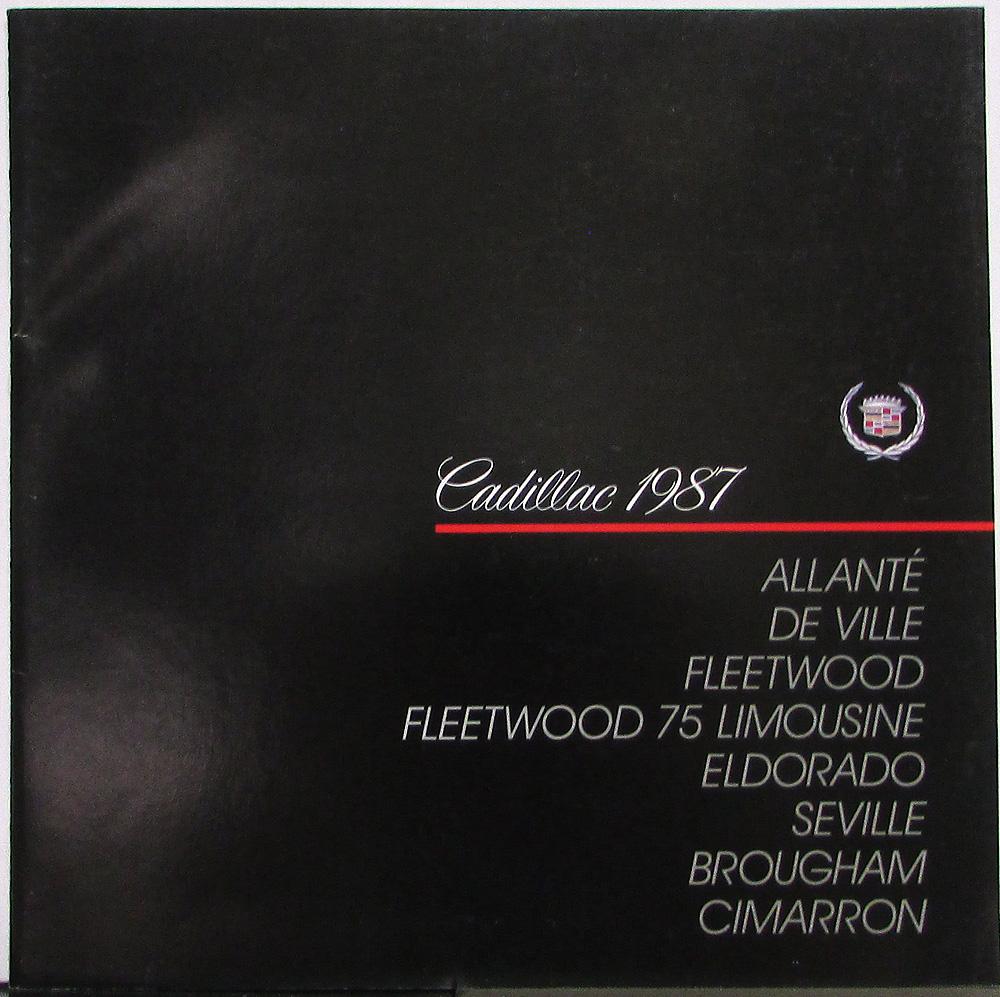 Cadillac 1987
ALLANTÉ
DE VILLE
FLEETWOOD
FLEETWOOD 75 LIMOUSINE
ELDORADO
SEVILLE
BROUGHAM
CIMARRON